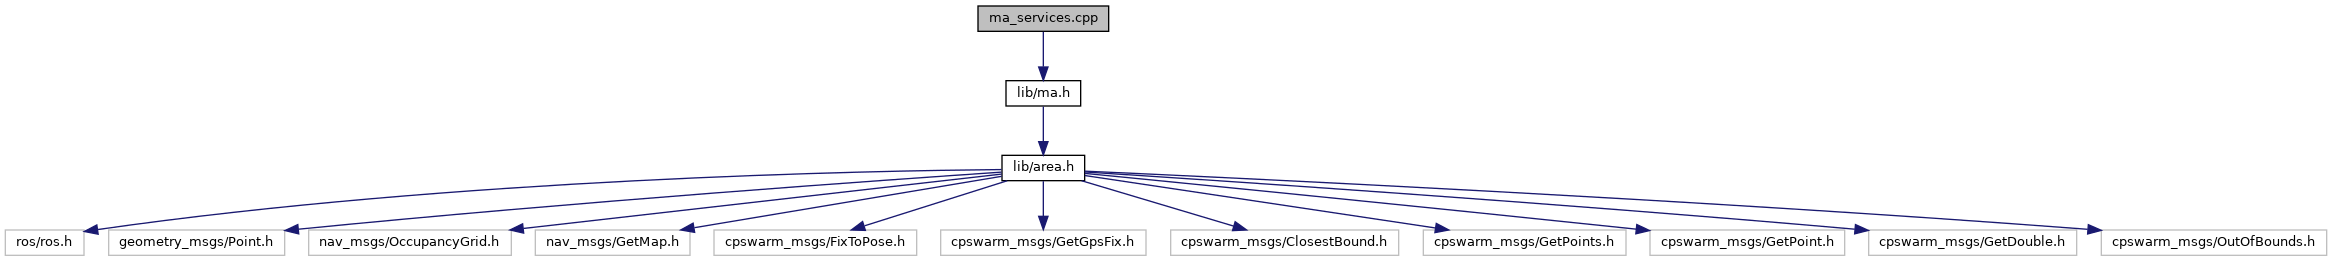 ma_services.cpp
lib/ma.h
lib/area.h
ros/ros.h
geometry_msgs/Point.h
nav_msgs/OccupancyGrid.h
nav_msgs/GetMap.h
cpswarm_msgs/FixToPose.h
cpswarm_msgs/GetGpsFix.h
cpswarm_msgs/ClosestBound.h
cpswarm_msgs/GetPoints.h
cpswarm_msgs/GetPoint.h
cpswarm_msgs/GetDouble.h
cpswarm_msgs/OutOfBounds.h